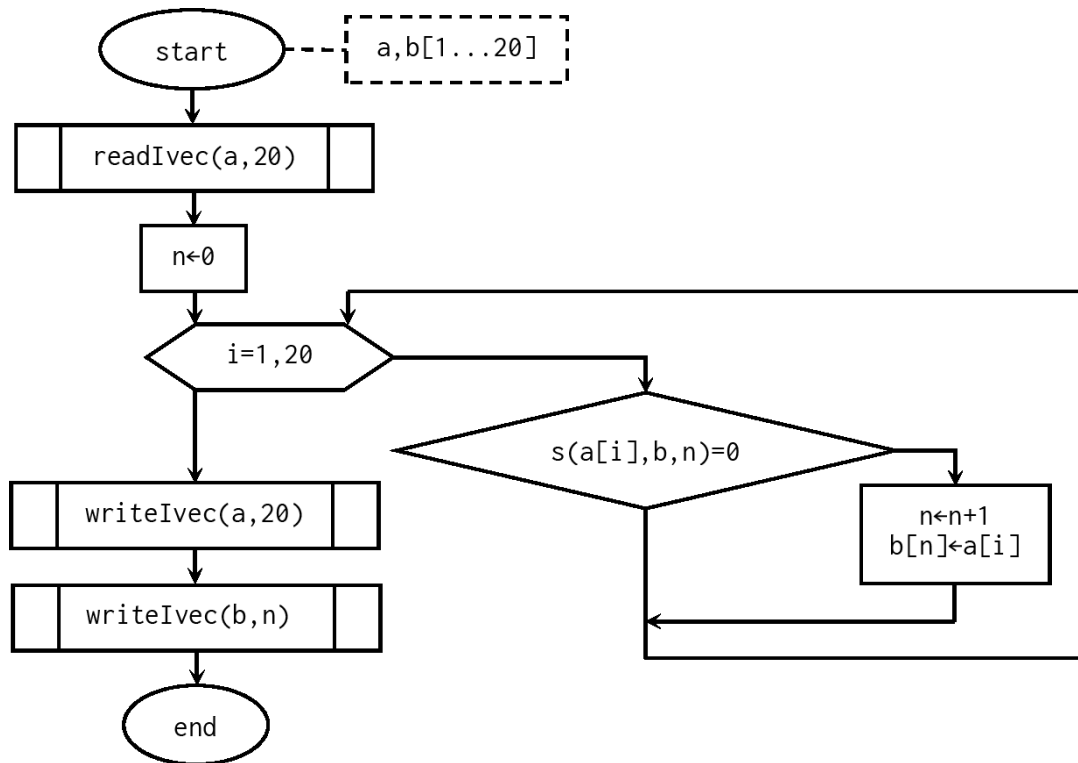 start
a,b[1...20]
readIvec(a,20)
n←0
i=1,20
s(a[i],b,n)=0
n←n+1
b[n]←a[i]
writeIvec(a,20)
writeIvec(b,n)
end